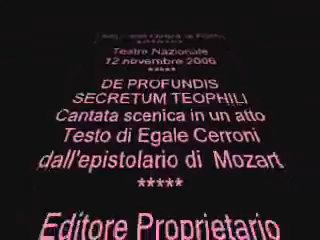 Teatro Nazionale
12 novembre 2006
*****
DE PROFUNDIS
SECRETUM TEOPHILI
Cantata scenica in un atto
Testo di Egale Cerroni
dall'epistolario di Mozart
*****
Editore Proprietario